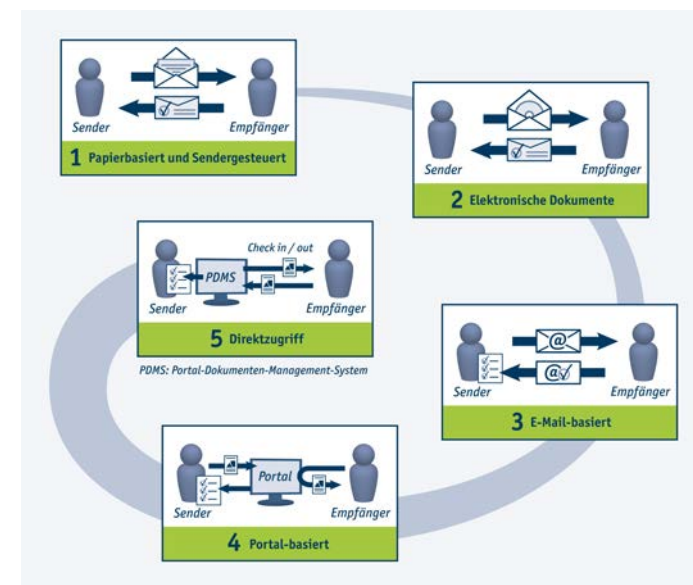 Sender
Empfänger
1 Papierbasiert und Sendergesteuert
Sender
Empfänger
2 Elektronische Dokumente
@
@
Sender
Empfänger
3 E-Mail-basiert
Portal
Sender
Empfänger
4 Portal-basiert
Check in / out
PDMS
Sender
Empfänger
5 Direktzugriff
PDMS: Portal-Dokumenten-Management-System